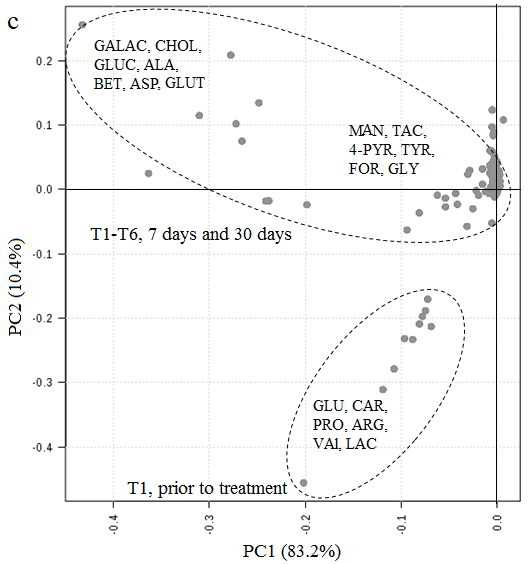 c
GALAC, CHOL,
GLUC, ALA,
BET, ASP, GLUT
MAN, TAC,
4-PYR, TYR,
FOR, GLY
T1-T6, 7 days and 30 days
GLU, CAR,
PRO, ARG,
VAl, LAC
T1, prior to treatment
PC2 (10.4%)
0.2
0.1
0.0
-0.1
-0.2
-0.3
-0.4
-0.4
-0.3
-0.2
-0.1
0.0
PC1 (83.2%)